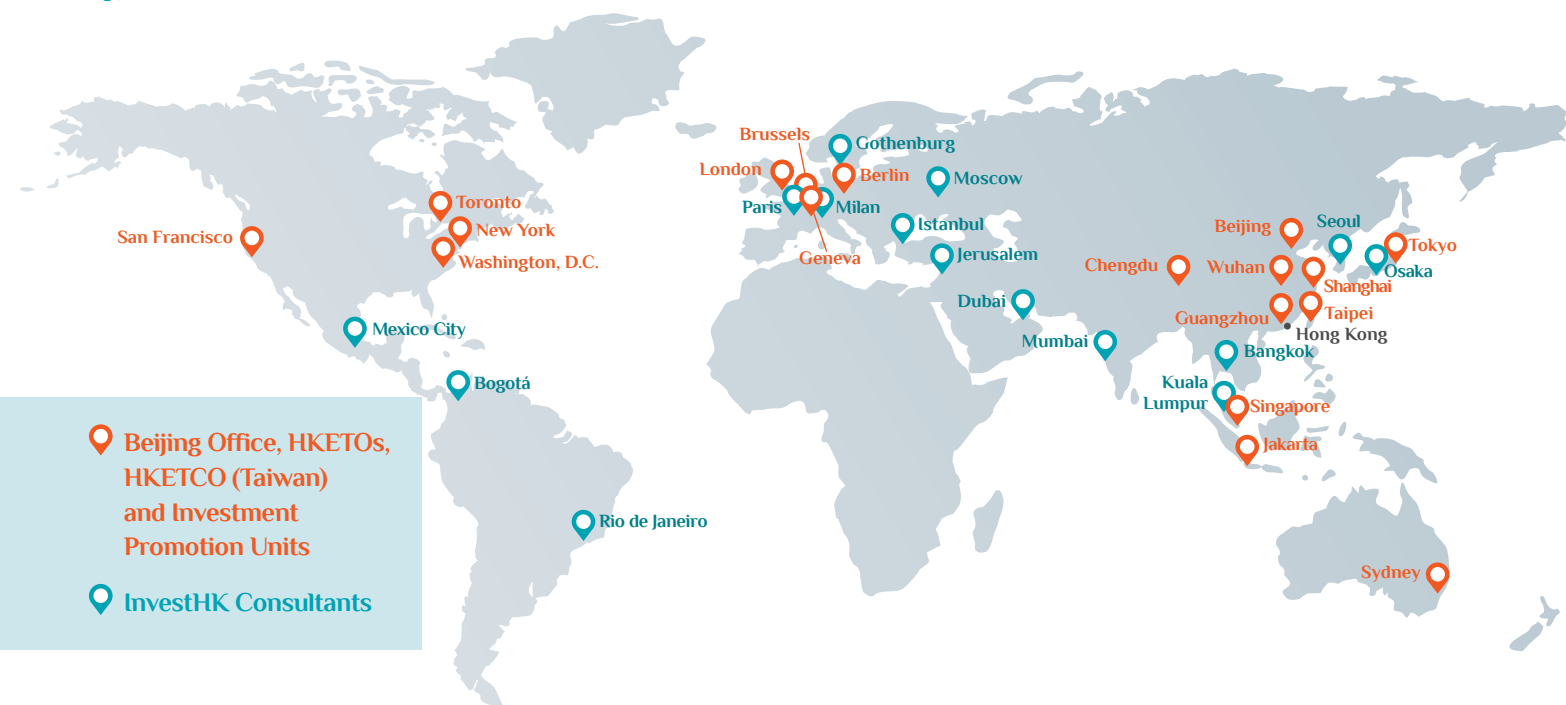 Brussels
Gothenburg
London
Berlin
Moscow
Paris
Milan
Toronto
New York
San Francisco
Washington, D.C.
Istanbul
Geneva
Jerusalem
Beijing
Seoul
Tokyo
Chengdu
Wuhan
Osaka
Shanghai
Dubai
Guangzhou
Taipei
Hong Kong
Mexico City
Mumbai
Bangkok
Bogotá
Kuala
Lumpur
Singapore
Jakarta
Beijing Office, HKETOs,
HKETCO (Taiwan)
and Investment
Promotion Units
InvestHK Consultants
Rio de Janeiro
Sydney